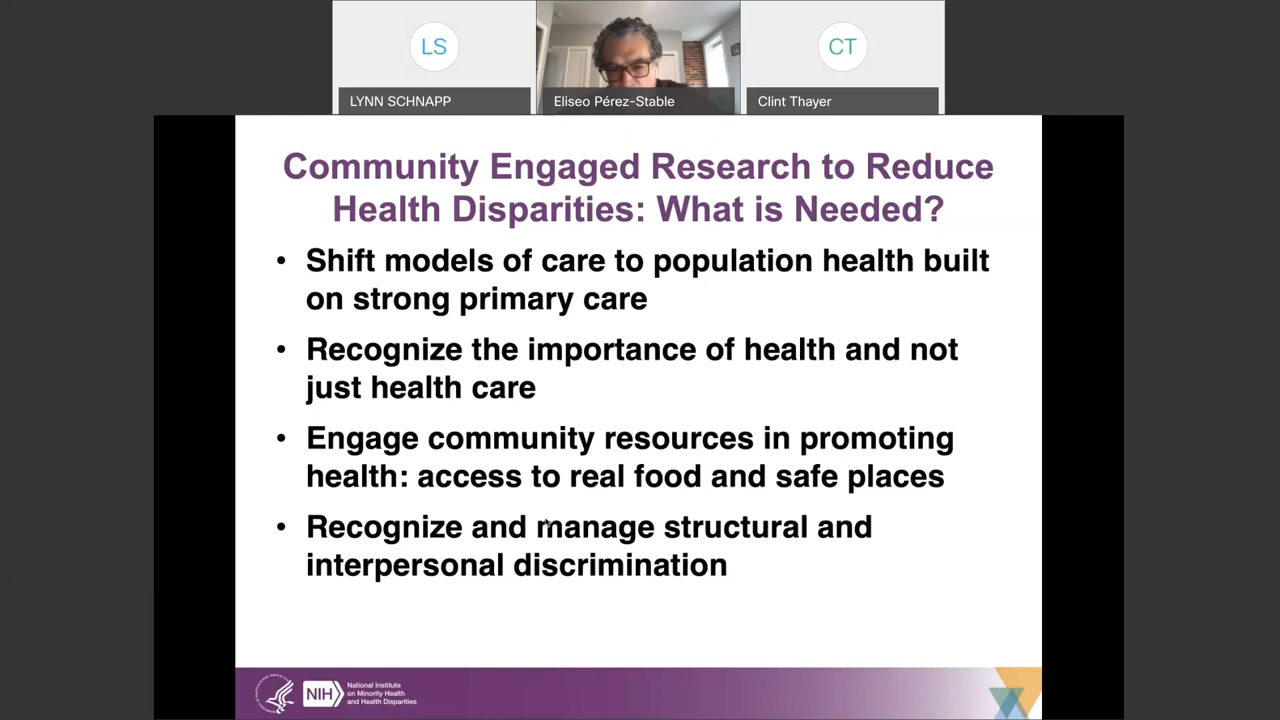 LS
CT
LYNN SCHNAPP
Eliseo Pérez-Stable
Clint Thayer
Community Engaged Research to Reduce
Health Disparities: What is Needed?
• Shift models of care to population health built
on strong primary care
• Recognize the importance of health and not
just health care
• Engage community resources in promoting
health: access to real food and safe places
• Recognize and manage structural and
interpersonal discrimination
NIH
National Institute
on Minority Health
and Health Disparities